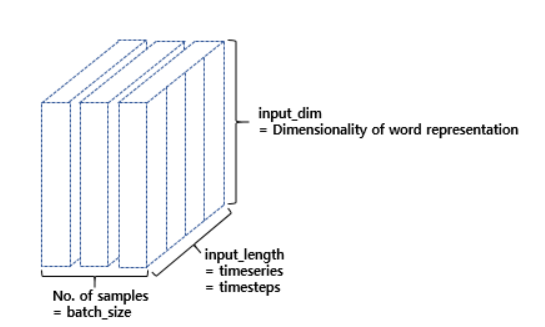 input_dim
= Dimensionality of word representation
input_length
= timeseries
= timesteps
No. of samples
= batch_size